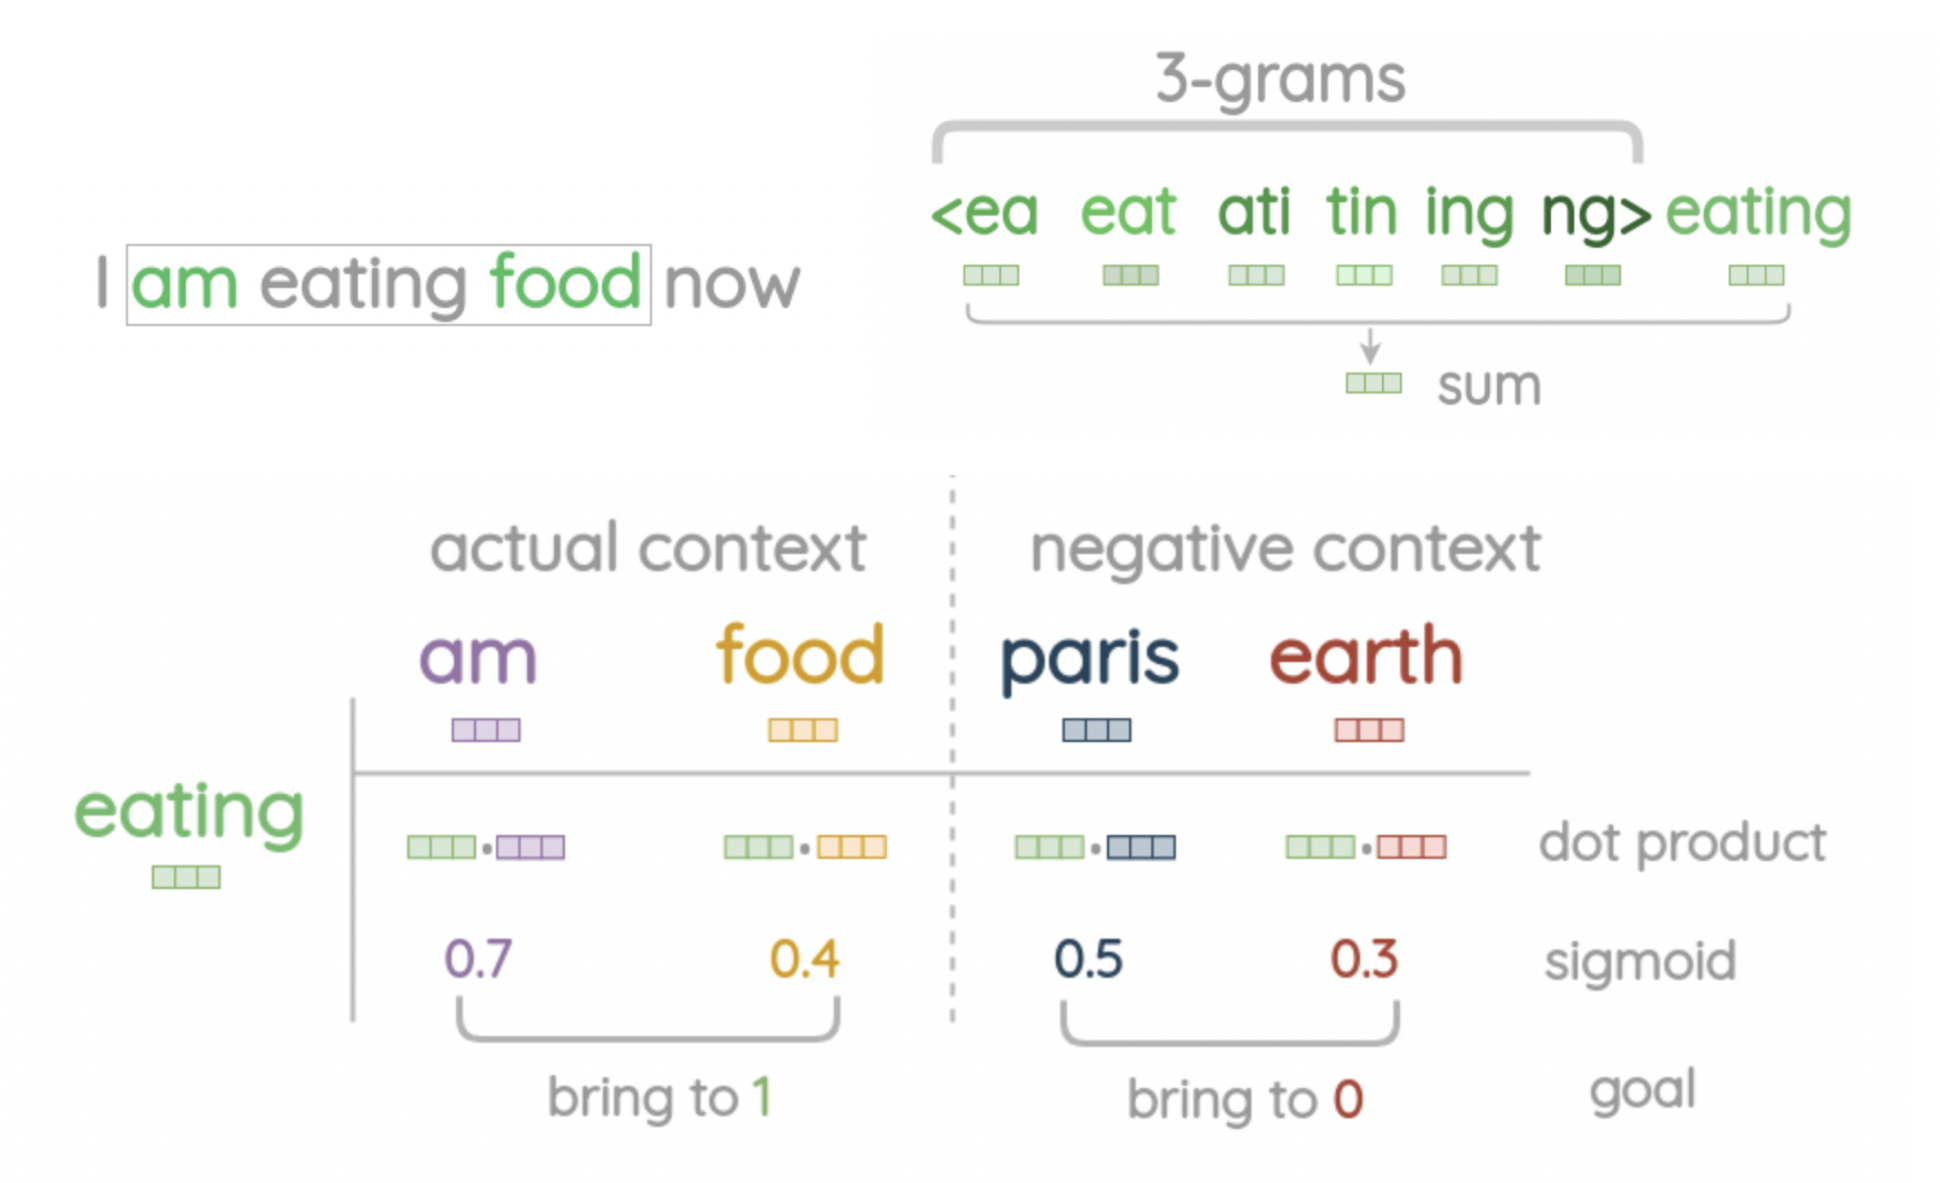 3-grams
<ea eat ati tin ing ng> eating
I am eating food now
sum
actual context negative context
am food paris earth
eating
dot product
0.7 0.4 0.5 0.3 sigmoid
bring to 1 bring to 0 goal